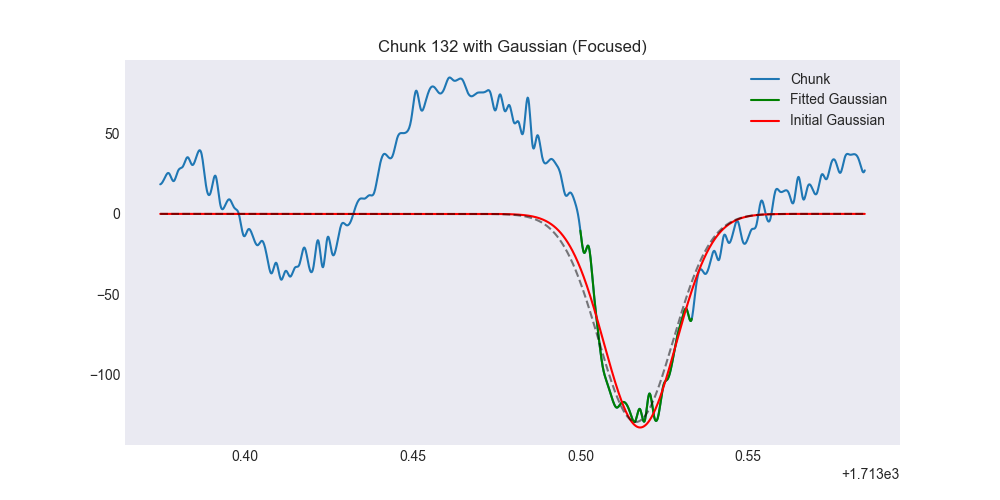 Chunk 132 with Gaussian (Focused)
Chunk
Fitted Gaussian
Initial Gaussian
50
0
−50
−100
0.40 0.45 0.50 0.55
+1.713e3